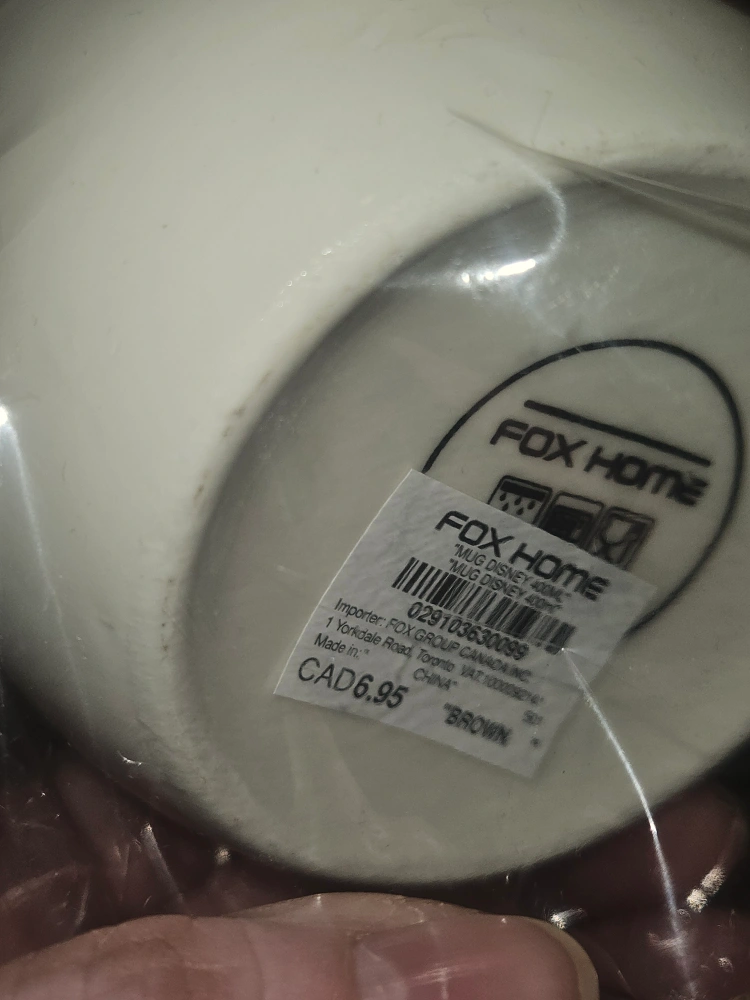 FOX HOME
FOX HOME
"MUG DISNEY 400ML"
"MUG DISNEY 400ml"
029103630099
Importer: FOX GROUP CANADA INC.
1 Yorkdale Road, Toronto VAT
Made in:" CHINA"
CAD6.95 "BROWN "